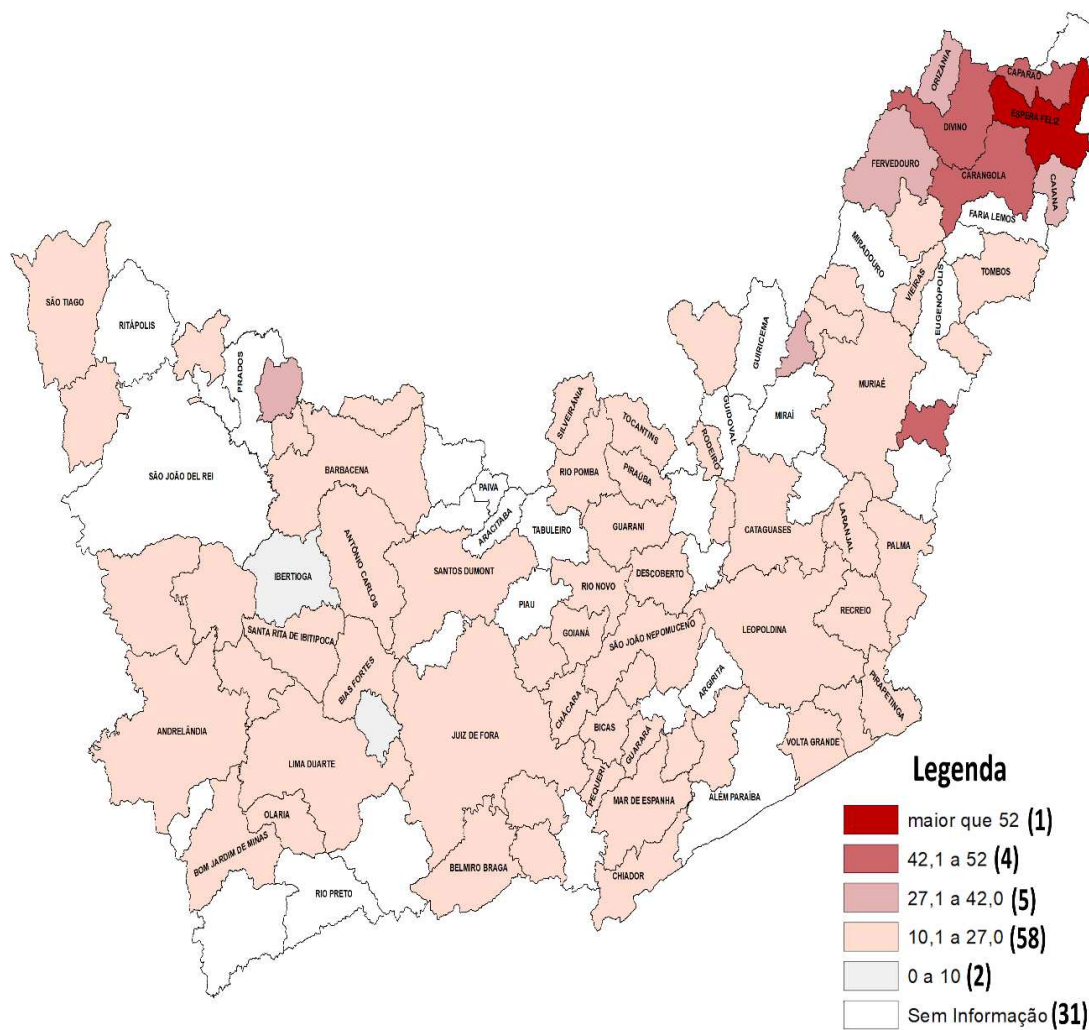 ORIZÂNIA
CAPARAÓ
ESPERA FELIZ
DIVINO
FERVEDOURO
CARANGOLA
CAIANA
FARIA LEMOS
MIRADOURO
VIEIRAS
EUGENÓPOLIS
TOMBOS
SÃO TIAGO
RITÁPOLIS
PRADOS
GUIRICEMA
MURIAÉ
MIRAÍ
GUIDOVAL
SILVEIRANIA
TOCANTINS
RODEIRO
SÃO JOÃO DEL REI
BARBACENA
RIO POMBA
PIRAÚBA
PAIVA
ARACITABA
TABULEIRO
GUARANI
CATAGUASES
LARANJAL
PALMA
ANTÔNIO CARLOS
IBERTIOGA
SANTOS DUMONT
DESCOBERTO
RIO NOVO
PIAU
RECREIO
GOIANÁ
SÃO JOÃO NEPOMUCENO
LEOPOLDINA
SANTA RITA DE IBITIPOCA
BIAS FORTES
ARGIRITA
PIRAPETINGA
CHÁCARA
ANDRELÂNDIA
JUIZ DE FORA
BICAS
GUARARÁ
VOLTA GRANDE
LIMA DUARTE
PEQUERI
MAR DE ESPANHA
ALÉM PARAÍBA
OLARIA
BOM JARDIM DE MINAS
BELMIRO BRAGA
CHIADOR
RIO PRETO
Legenda
maior que 52 (1)
42,1 a 52 (4)
27,1 a 42,0 (5)
10,1 a 27,0 (58)
0 a 10 (2)
Sem Informação (31)